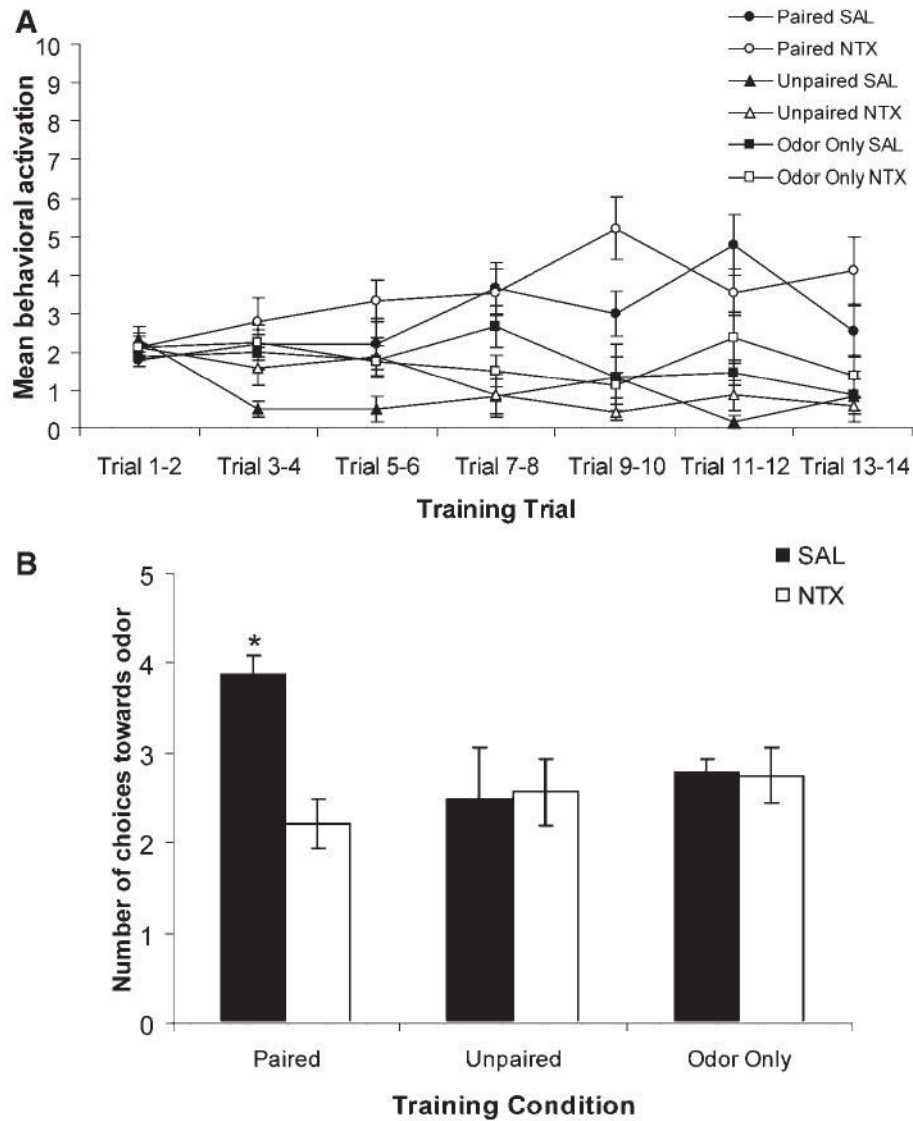 A
Paired SAL
Paired NTX
Unpaired SAL
Unpaired NTX
Odor Only SAL
Odor Only NTX
10
9
8
7
6
5
4
3
2
1
0
Mean behavioral activation
Trial 1-2 Trial 3-4 Trial 5-6 Trial 7-8 Trial 9-10 Trial 11-12 Trial 13-14
Training Trial
B
SAL
NTX
5
4
3
2
1
0
Number of choices towards odor
*
Paired Unpaired Odor Only
Training Condition